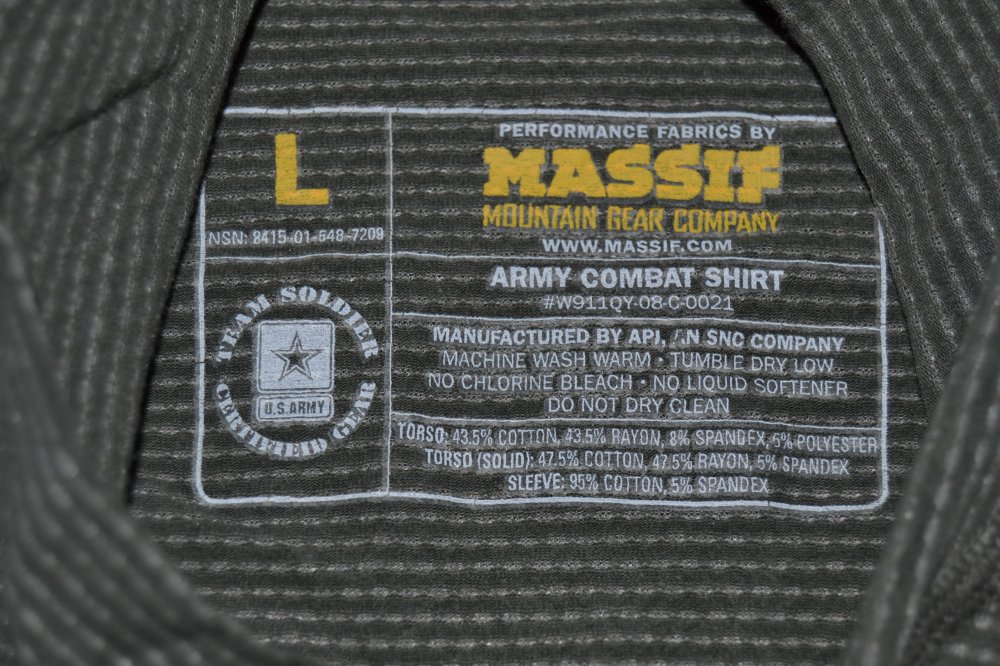 L
NSN: 8415-01-548-7209
TEAM SOLDIER
U.S.ARMY
CERTIFIED GEAR
PERFORMANCE FABRICS BY
MASSIF
MOUNTAIN GEAR COMPANY
WWW.MASSIF.COM
ARMY COMBAT SHIRT
#W911QY-08-C-0021
MANUFACTURED BY API, AN SNC COMPANY
MACHINE WASH WARM · TUMBLE DRY LOW
NO CHLORINE BLEACH · NO LIQUID SOFTENER
DO NOT DRY CLEAN
TORSO: 43.5% COTTON, 43.5% RAYON, 8% SPANDEX, 5% POLYESTER
TORSO (SOLID): 47.5% COTTON, 47.5% RAYON, 5% SPANDEX
SLEEVE: 95% COTTON, 5% SPANDEX